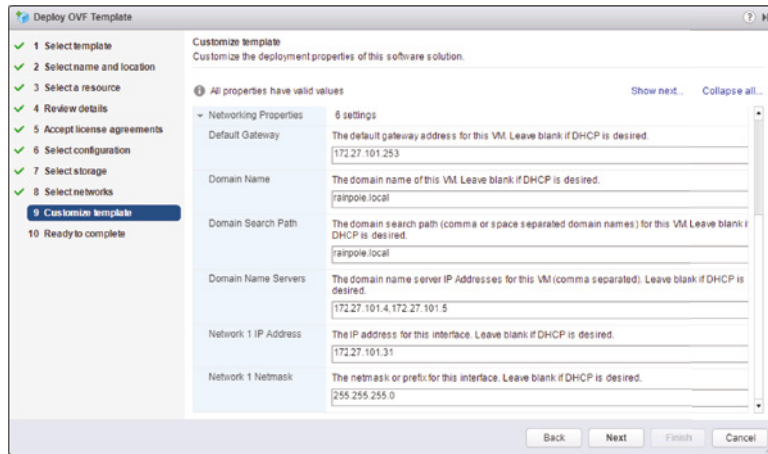 Deploy OVF Template
1 Select template
2 Select name and location
3 Select a resource
4 Review details
5 Accept license agreements
6 Select configuration
7 Select storage
8 Select networks
9 Customize template
10 Ready to complete
Customize template
Customize the deployment properties of this software solution.
All properties have valid values
Show next...
Collapse all...
Networking Properties
6 settings
Default Gateway
The default gateway address for this VM. Leave blank if DHCP is desired.
172.27.101.253
Domain Name
The domain name of this VM. Leave blank if DHCP is desired.
rainpole.local
Domain Search Path
The domain search path (comma or space separated domain names) for this VM. Leave blank if
DHCP is desired.
rainpole.local
Domain Name Servers
The domain name server IP Addresses for this VM (comma separated). Leave blank if DHCP is
desired.
172.27.101.4,172.27.101.5
Network 1 IP Address
The IP address for this interface. Leave blank if DHCP is desired.
172.27.101.31
Network 1 Netmask
The netmask or prefix for this interface. Leave blank if DHCP is desired.
255.255.255.0
Back
Next
Finish
Cancel